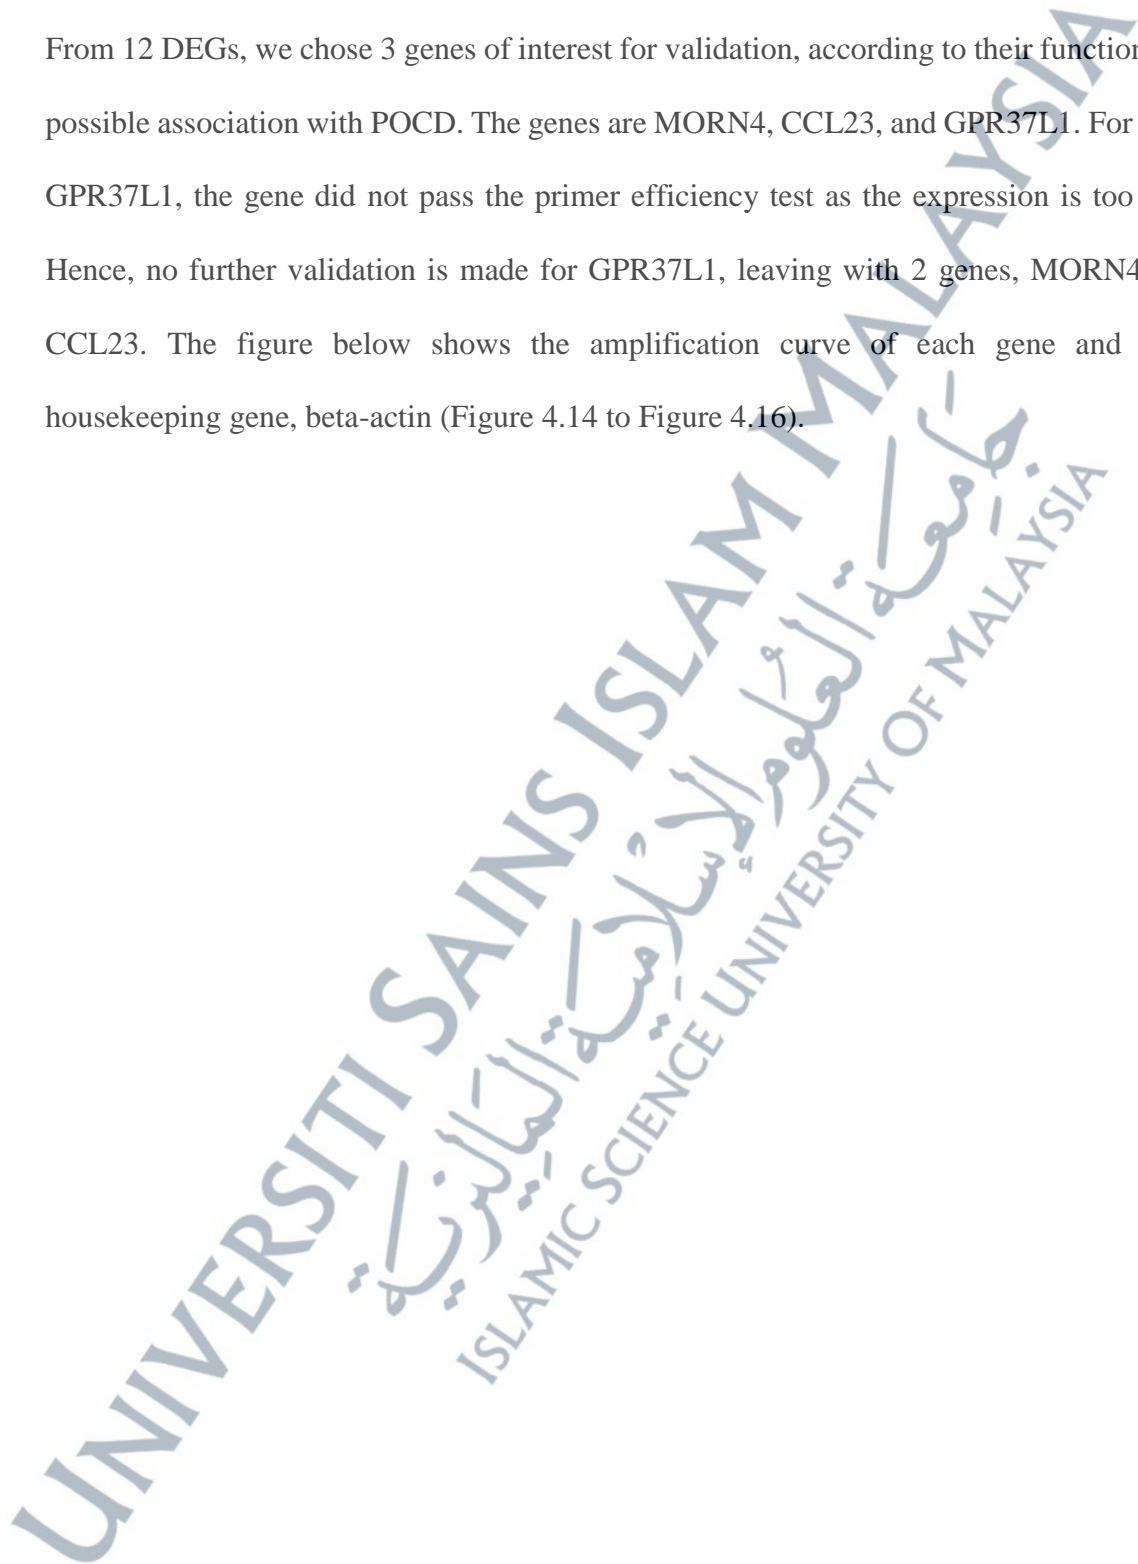 From 12 DEGs, we chose 3 genes of interest for validation, according to their function
possible association with POCD. The genes are MORN4, CCL23, and GPR37L1. For
GPR37L1, the gene did not pass the primer efficiency test as the expression is too
Hence, no further validation is made for GPR37L1, leaving with 2 genes, MORN4
CCL23. The figure below shows the amplification curve of each gene and
housekeeping gene, beta-actin (Figure 4.14 to Figure 4.16).
UNIVERSITI SAINS ISLAM MALAYSIA
جامعة العلوم الإسلامية الماليزية
ISLAMIC SCIENCE UNIVERSITY OF MALAYSIA